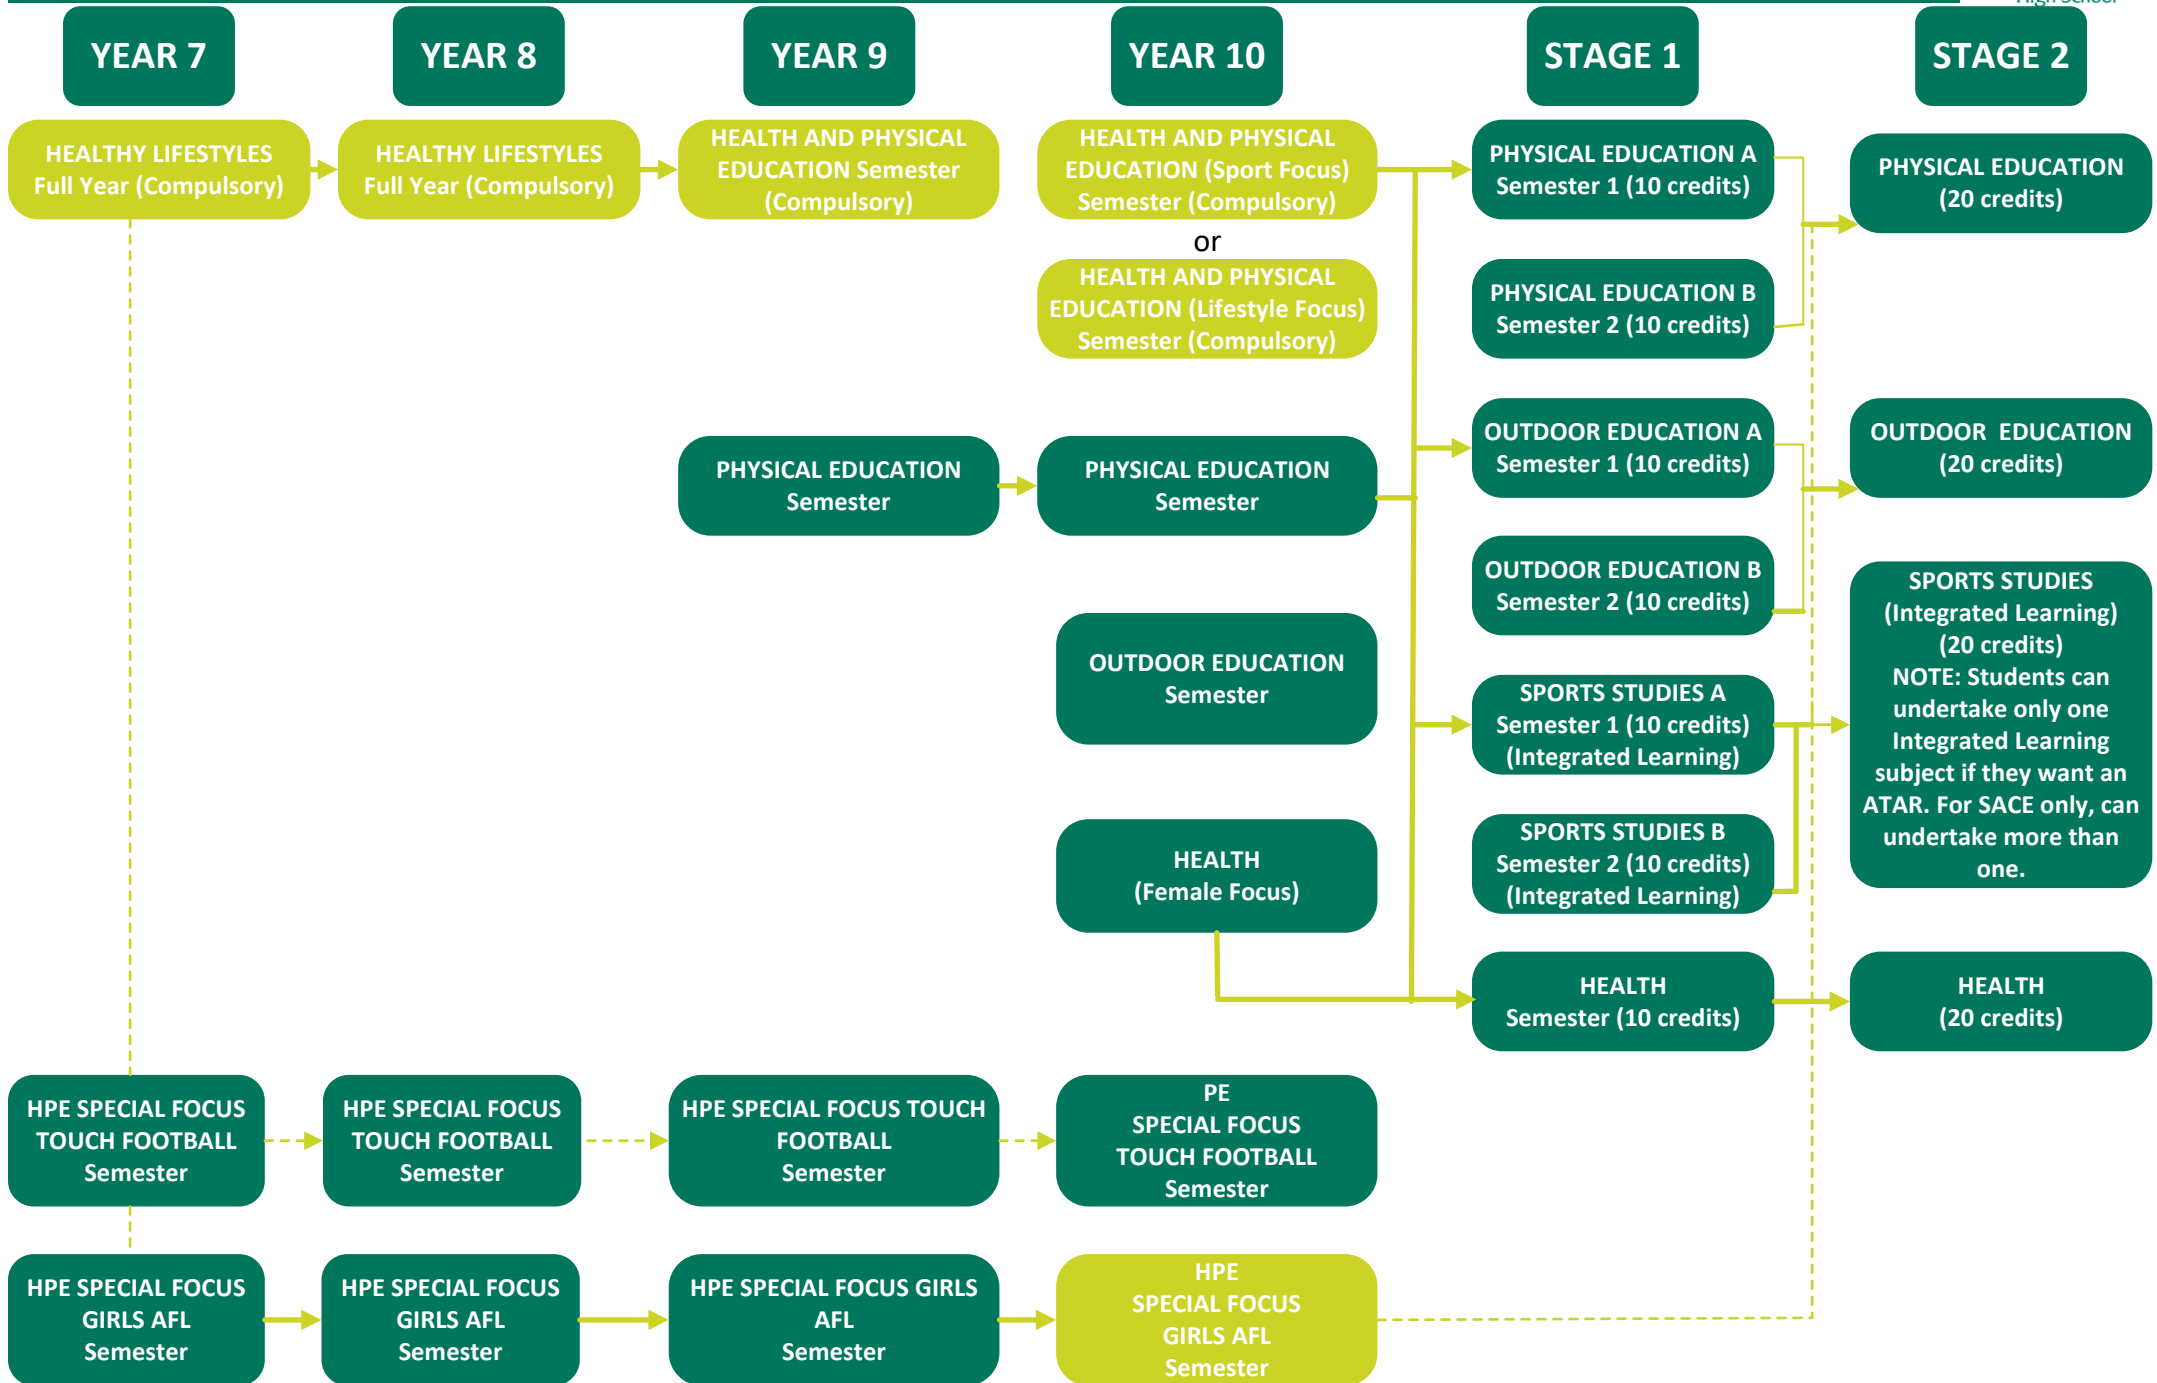 High School
YEAR 7
YEAR 8
YEAR 9
YEAR 10
STAGE 1
STAGE 2
HEALTHY LIFESTYLES
Full Year (Compulsory)
HEALTHY LIFESTYLES
Full Year (Compulsory)
HEALTH AND PHYSICAL
EDUCATION Semester
(Compulsory)
HEALTH AND PHYSICAL
EDUCATION (Sport Focus)
Semester (Compulsory)
or
HEALTH AND PHYSICAL
EDUCATION (Lifestyle Focus)
Semester (Compulsory)
PHYSICAL EDUCATION A
Semester 1 (10 credits)
PHYSICAL EDUCATION
(20 credits)
PHYSICAL EDUCATION B
Semester 2 (10 credits)
PHYSICAL EDUCATION
Semester
PHYSICAL EDUCATION
Semester
OUTDOOR EDUCATION A
Semester 1 (10 credits)
OUTDOOR  EDUCATION
(20 credits)
OUTDOOR EDUCATION B
Semester 2 (10 credits)
OUTDOOR EDUCATION
Semester
SPORTS STUDIES A
Semester 1 (10 credits)
(Integrated Learning)
SPORTS STUDIES
(Integrated Learning)
(20 credits)
NOTE: Students can
undertake only one
Integrated Learning
subject if they want an
ATAR. For SACE only, can
undertake more than
one.
HEALTH
(Female Focus)
SPORTS STUDIES B
Semester 2 (10 credits)
(Integrated Learning)
HEALTH
Semester (10 credits)
HEALTH
(20 credits)
HPE SPECIAL FOCUS
TOUCH FOOTBALL
Semester
HPE SPECIAL FOCUS
TOUCH FOOTBALL
Semester
HPE SPECIAL FOCUS TOUCH
FOOTBALL
Semester
PE
SPECIAL FOCUS
TOUCH FOOTBALL
Semester
HPE SPECIAL FOCUS
GIRLS AFL
Semester
HPE SPECIAL FOCUS
GIRLS AFL
Semester
HPE SPECIAL FOCUS GIRLS
AFL
Semester
HPE
SPECIAL FOCUS
GIRLS AFL
Semester